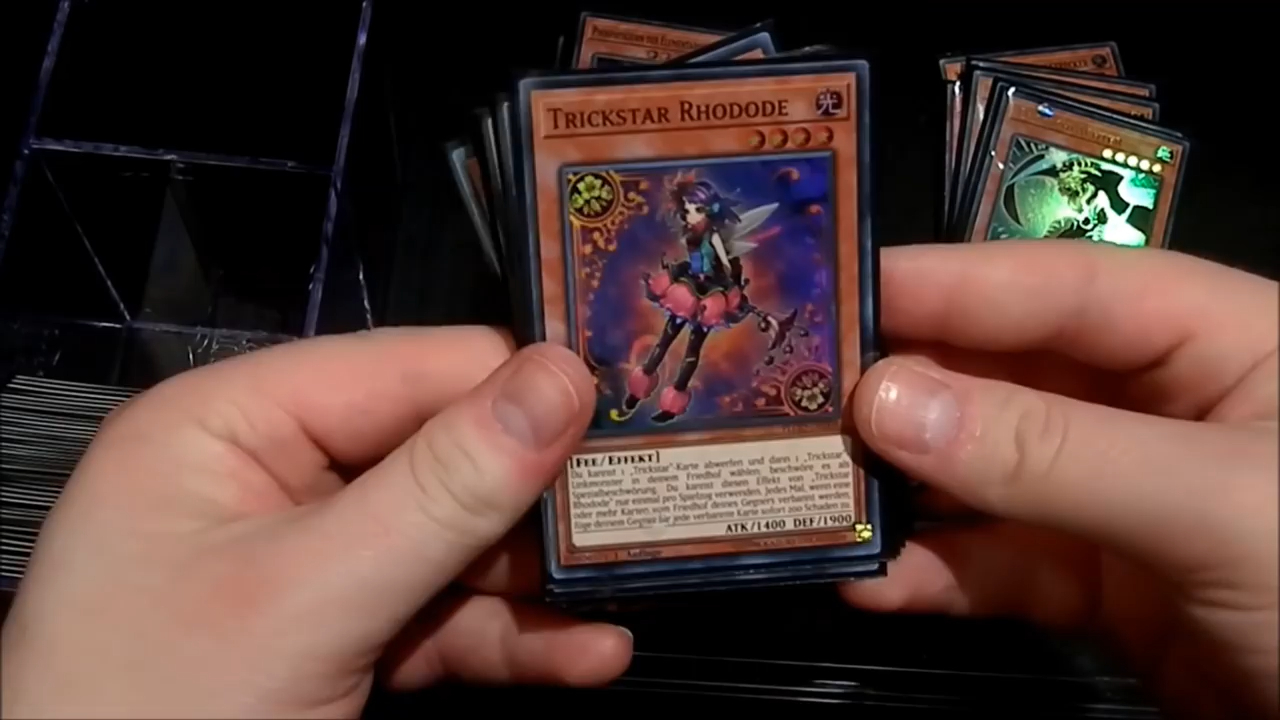 TRICKSTAR RHODODE
光
[FEE/EFFEKT]
Du kannst 1 „Trickstar"-Karte abwerfen und dann 1 „Trickstar"-
Linkmonster in deinem Friedhof wählen; beschwöre es als
Spezialbeschwörung. Du kannst diesen Effekt von „Trickstar
Rhodode" nur einmal pro Spielzug verwenden. Jedes Mal, wenn eine
oder mehr Karten vom Friedhof deines Gegners verbannt werden,
füge deinem Gegner für jede verbannte Karte sofort 200 Schaden zu.
ATK/1400 DEF/1900
1. Auflage